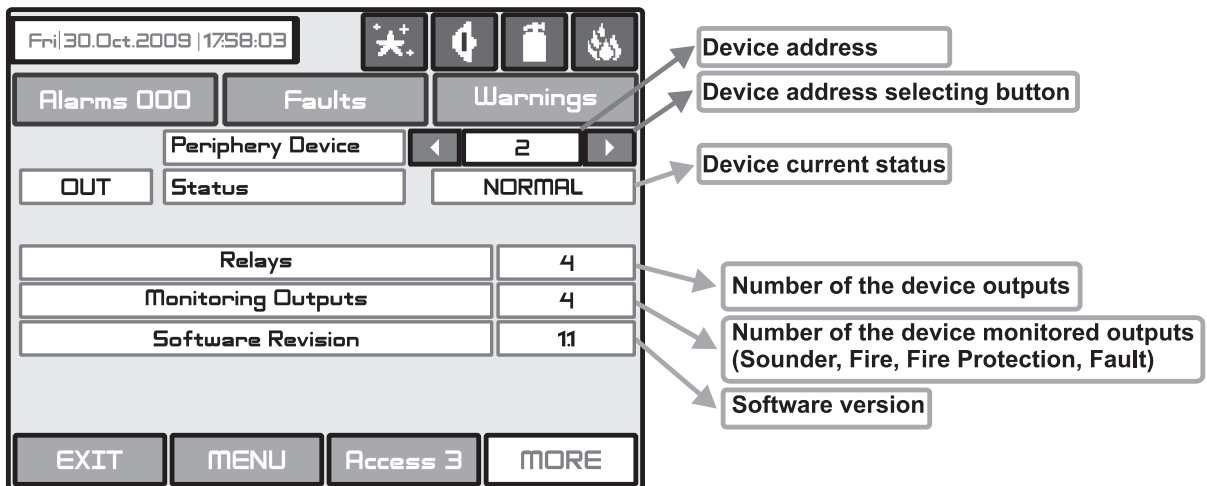 Fri|30.Oct.2009 |17:58:03
Alarms 000 Faults Warnings
Periphery Device 2
OUT Status NORMAL
Relays 4
Monitoring Outputs 4
Software Revision 1.1
EXIT MENU Access 3 MORE
Device address
Device address selecting button
Device current status
Number of the device outputs
Number of the device monitored outputs
(Sounder, Fire, Fire Protection, Fault)
Software version